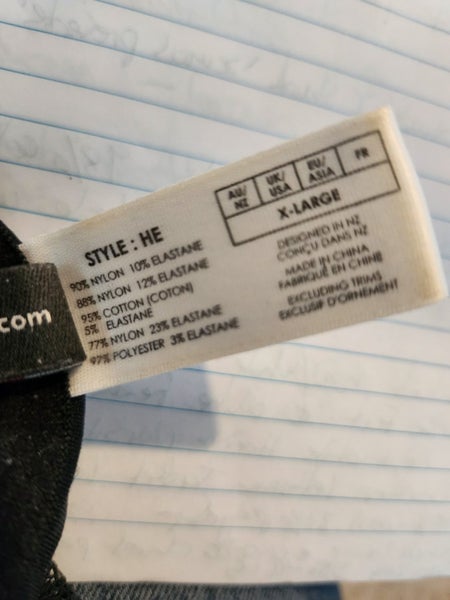 AU/ NZ UK/ USA EU/ ASIA FR
X-LARGE
STYLE : HE
90% NYLON 10% ELASTANE
88% NYLON 12% ELASTANE
95% COTTON (COTON)
5% ELASTANE
77% NYLON 23% ELASTANE
97% POLYESTER 3% ELASTANE
DESIGNED IN NZ
CONÇU DANS NZ
MADE IN CHINA
FABRIQUÉ EN CHINE
EXCLUDING TRIMS
EXCLUSIF D'ORNEMENT
.com